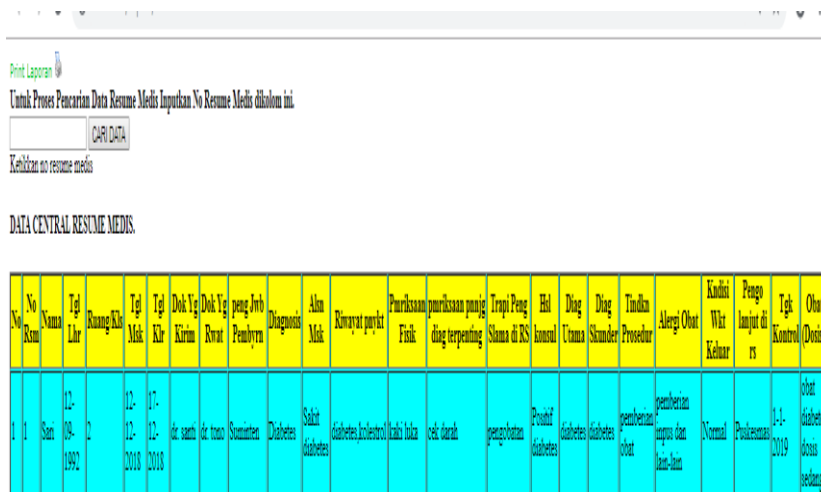 Print Laporan
Untuk Proses Pencarian Data Resume Medis Inputkan No Resume Medis dikolom ini.
CARI DATA
Ketikkan no resume medis
DATA CENTRAL RESUME MEDIS.
No No Rsm Nama Tgl Lhr Ruang/Kls Tgl Msk Tgl Klr Dok Yg Kirim Dok Yg Rwat peng Jwb Pembyrn Diagnosis Alsn Msk Riwayat pnykt Pmriksaan Fisik pmriksaan pnnjg diag terpenting Trapi Peng Slama di RS Hsl konsul Diag Utama Diag Skunder Tindkn Prosedur Alergi Obat Kndisi Wkt Keluar Pengo lanjut di rs Tgk Kontrol Obat (Dosis
1 1 Sari 12-09-1992 2 12-12-2018 17-12-2018 dr. santi dr. tono Suminten Diabetes Sakit diabetes diabetes,kolestrol kaki luka cek darah pengobatan Positif diabetes diabetes diabetes pemberian obat pemberian impus dan lain-lain Normal Puskesmas 1-1-2019 obat diabet dosis sedang